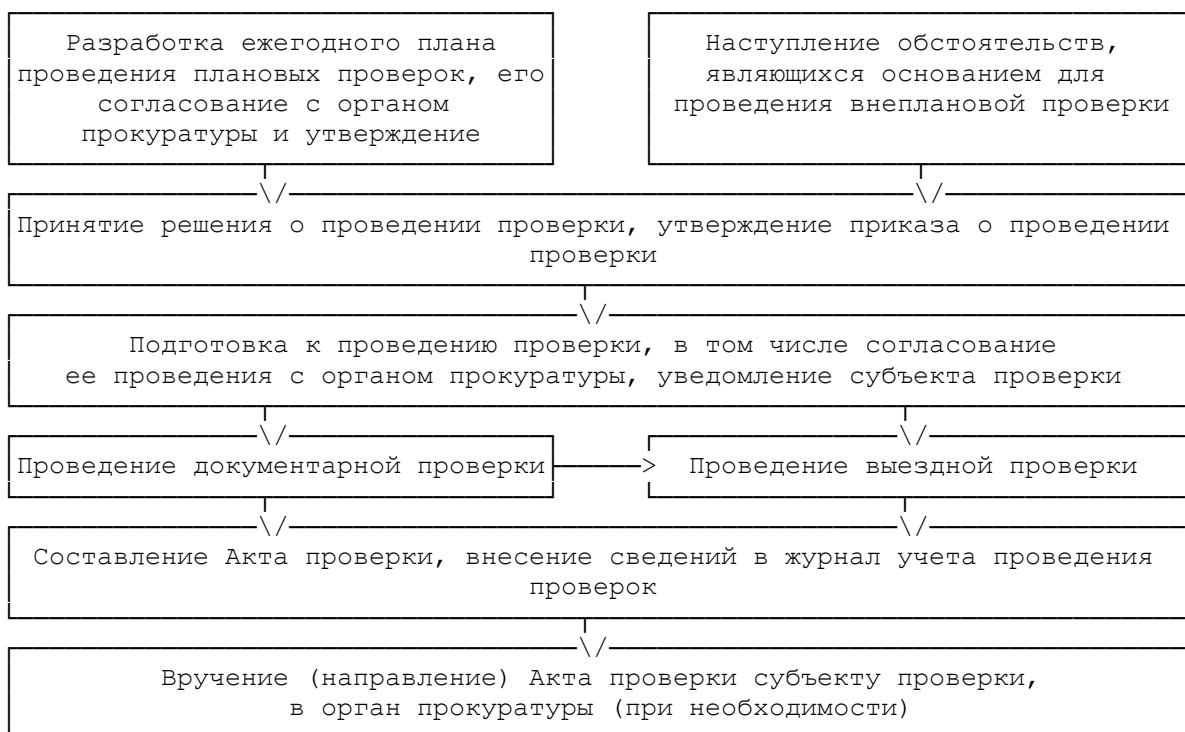 Разработка ежегодного плана
проведения плановых проверок, его
согласование с органом
прокуратуры и утверждение
Наступление обстоятельств,
являющихся основанием для
проведения внеплановой проверки
Принятие решения о проведении проверки, утверждение приказа о проведении
проверки
Подготовка к проведению проверки, в том числе согласование
ее проведения с органом прокуратуры, уведомление субъекта проверки
Проведение документарной проверки
Проведение выездной проверки
Составление Акта проверки, внесение сведений в журнал учета проведения
проверок
Вручение (направление) Акта проверки субъекту проверки,
в орган прокуратуры (при необходимости)